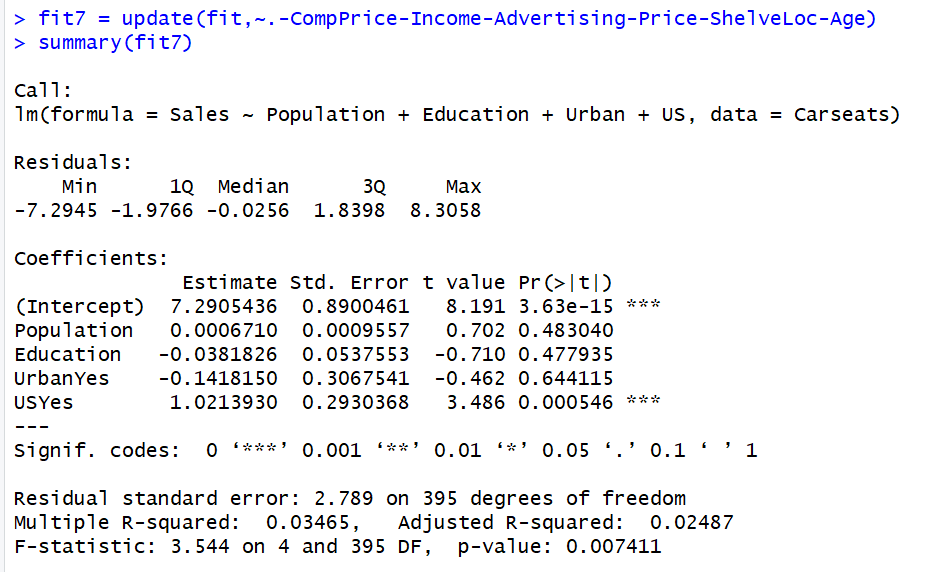 > fit7 = update(fit,~.-CompPrice-Income-Advertising-Price-ShelveLoc-Age)
> summary(fit7)
Call:
lm(formula = Sales ~ Population + Education + Urban + US, data = Carseats)
Residuals:
    Min      1Q  Median      3Q     Max
-7.2945 -1.9766 -0.0256  1.8398  8.3058
Coefficients:
              Estimate Std. Error t value Pr(>|t|)
(Intercept)  7.2905436  0.8900461   8.191 3.63e-15 ***
Population   0.0006710  0.0009557   0.702 0.483040
Education   -0.0381826  0.0537553  -0.710 0.477935
UrbanYes    -0.1418150  0.3067541  -0.462 0.644115
USYes        1.0213930  0.2930368   3.486 0.000546 ***
---
Signif. codes:  0 ‘***’ 0.001 ‘**’ 0.01 ‘*’ 0.05 ‘.’ 0.1 ‘ ’ 1
Residual standard error: 2.789 on 395 degrees of freedom
Multiple R-squared:  0.03465,   Adjusted R-squared:  0.02487
F-statistic: 3.544 on 4 and 395 DF,  p-value: 0.007411